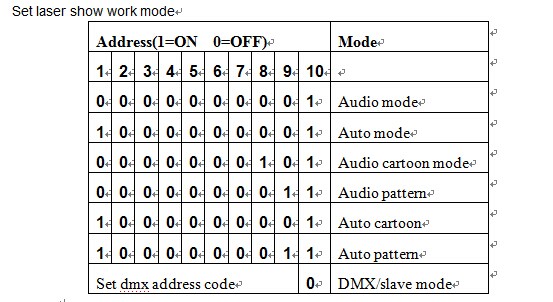 Set laser show work mode
Address(1=ON 0=OFF) Mode
1 2 3 4 5 6 7 8 9 10
0 0 0 0 0 0 0 0 0 1 Audio mode
1 0 0 0 0 0 0 0 0 1 Auto mode
0 0 0 0 0 0 0 1 0 1 Audio cartoon mode
0 0 0 0 0 0 0 0 1 1 Audio pattern
1 0 0 0 0 0 0 0 0 1 Auto cartoon
1 0 0 0 0 0 0 0 1 1 Auto pattern
Set dmx address code 0 DMX/slave mode